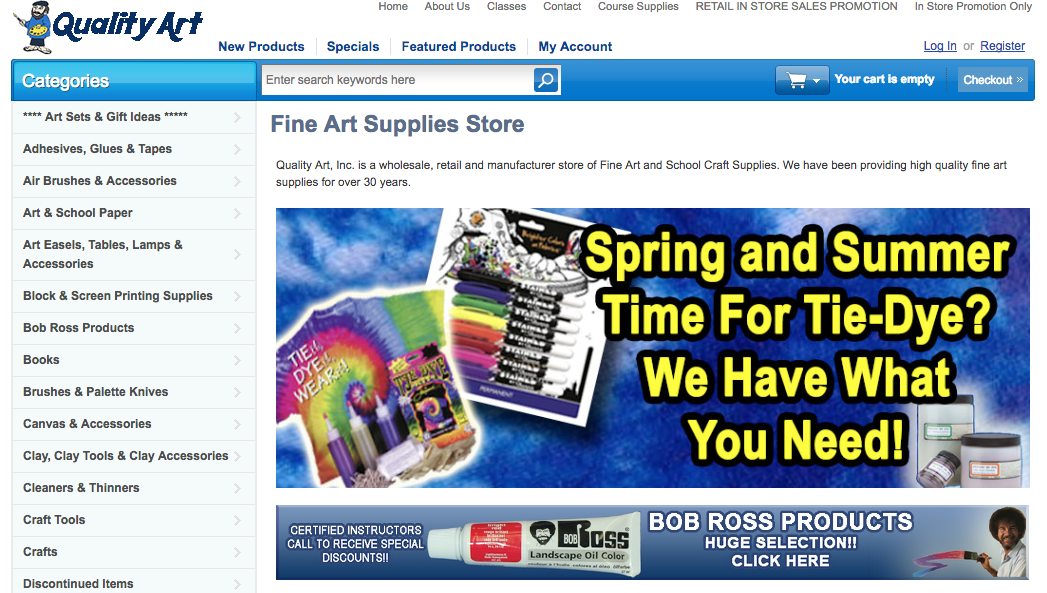 Quality Art
Home About Us Classes Contact Course Supplies RETAIL IN STORE SALES PROMOTION In Store Promotion Only
New Products Specials Featured Products My Account
Log In or Register
Categories
Enter search keywords here
Your cart is empty
Checkout »
**** Art Sets & Gift Ideas *****
Adhesives, Glues & Tapes
Air Brushes & Accessories
Art & School Paper
Art Easels, Tables, Lamps &
Accessories
Block & Screen Printing Supplies
Bob Ross Products
Books
Brushes & Palette Knives
Canvas & Accessories
Clay, Clay Tools & Clay Accessories
Cleaners & Thinners
Craft Tools
Crafts
Discontinued Items
Fine Art Supplies Store
Quality Art, Inc. is a wholesale, retail and manufacturer store of Fine Art and School Craft Supplies. We have been providing high quality fine art
supplies for over 30 years.
Spring and Summer
Time For Tie-Dye?
We Have What
You Need!
TIE it,
DYE it,
WEAR it!
PERMANENT
CERTIFIED INSTRUCTORS
CALL TO RECEIVE SPECIAL
DISCOUNTS!!
BOB ROSS
Landscape Oil Color
BOB ROSS PRODUCTS
HUGE SELECTION!!
CLICK HERE